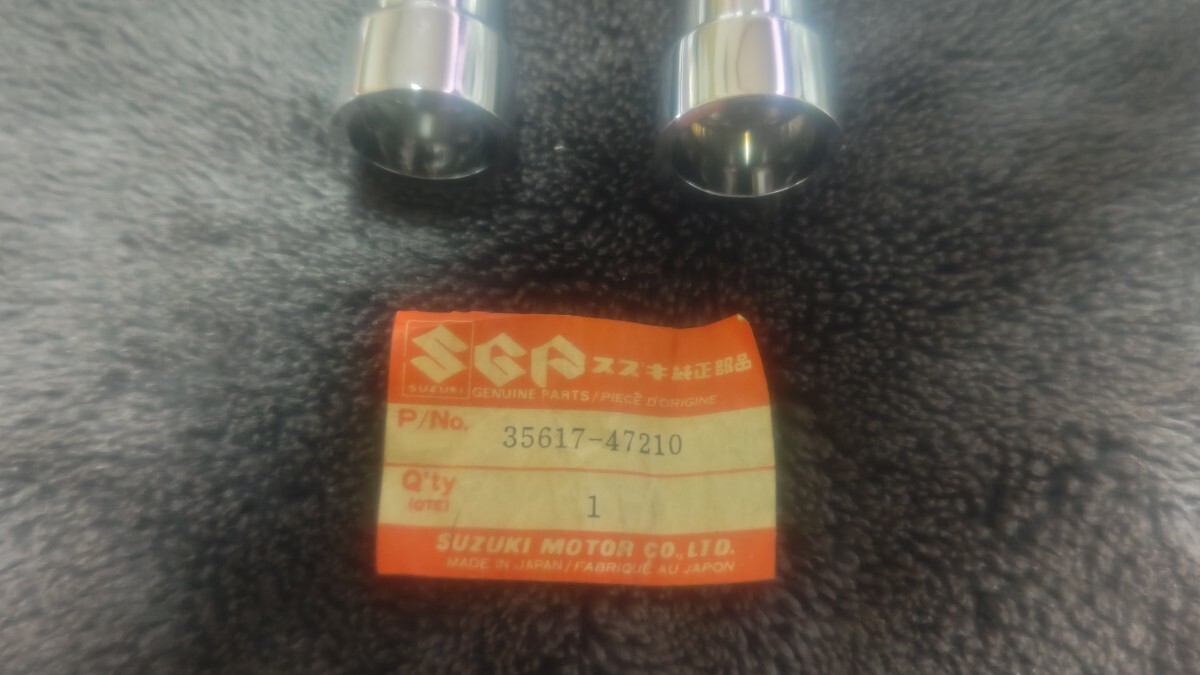 SGP スズキ純正部品
SUZUKI GENUINE PARTS/PIECE D'ORIGINE
P/No. 35617-47210
Q'ty 1
(QTE)
SUZUKI MOTOR CO.,LTD.
MADE IN JAPAN/FABRIQUÉ AU JAPON